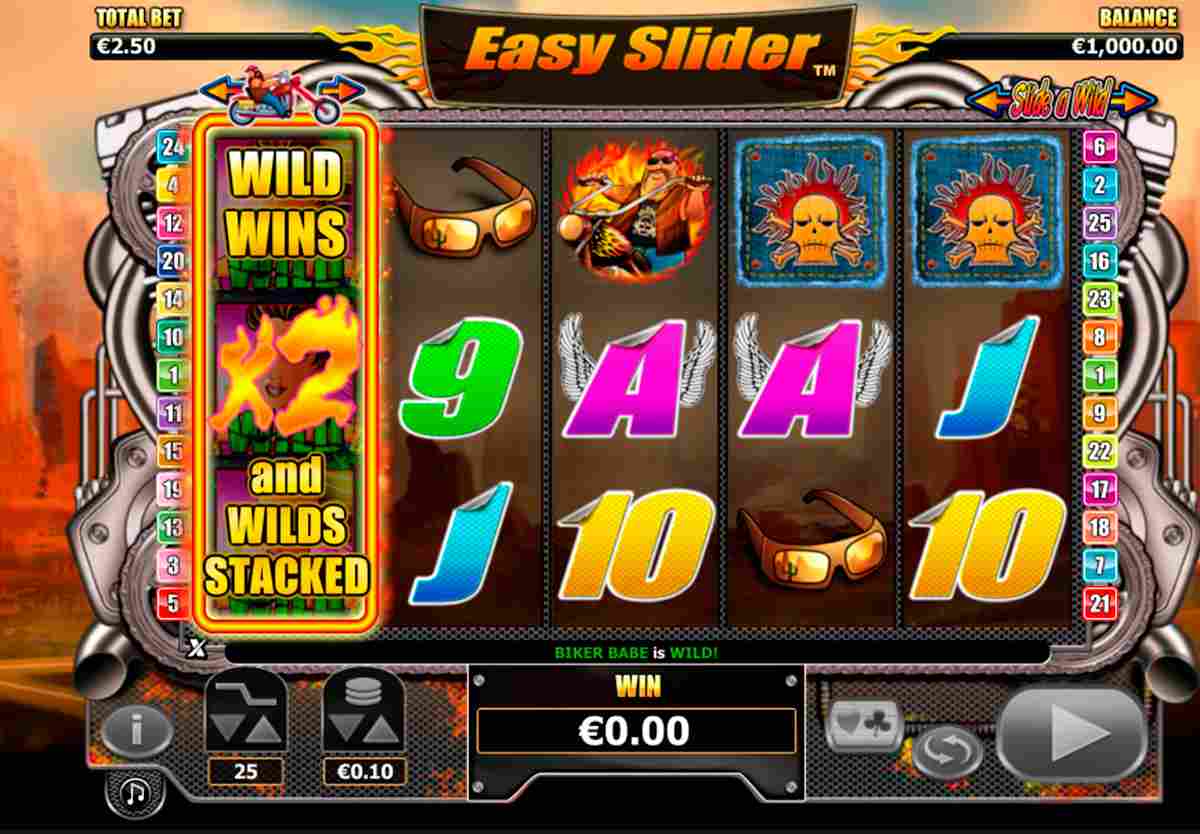 TOTAL BET
€2.50
Easy Slider™
BALANCE
€1,000.00
Slide a Wild
WILD
WINS
X2
and
WILDS
STACKED
9
A
A
J
J
10
10
24
4
12
20
14
10
1
11
15
19
13
3
5
6
2
25
16
23
8
1
9
22
17
18
7
21
X
BIKER BABE is WILD!
WIN
€0.00
i
25
€0.10